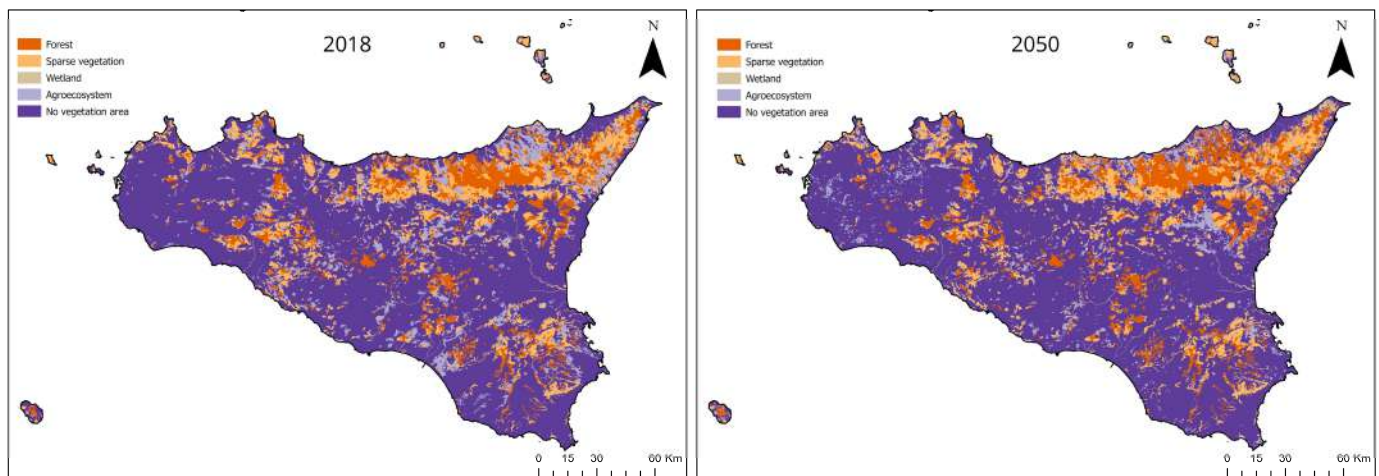 2018
N
Forest
Sparse vegetation
Wetland
Agroecosystem
No vegetation area
0 15 30 60 Km
2050
N
Forest
Sparse vegetation
Wetland
Agroecosystem
No vegetation area
0 15 30 60 Km